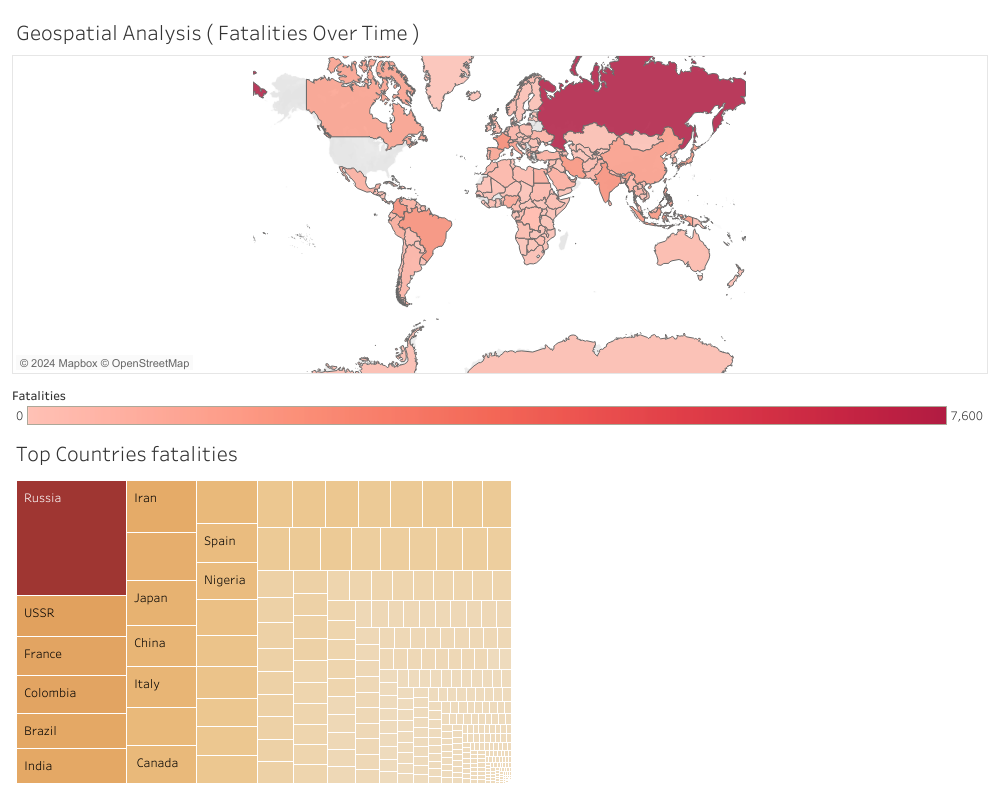 Geospatial Analysis ( Fatalities Over Time )
© 2024 Mapbox © OpenStreetMap
Fatalities
0
7,600
Top Countries fatalities
Russia
Iran
Spain
Nigeria
USSR
Japan
France
China
Colombia
Italy
Brazil
India
Canada